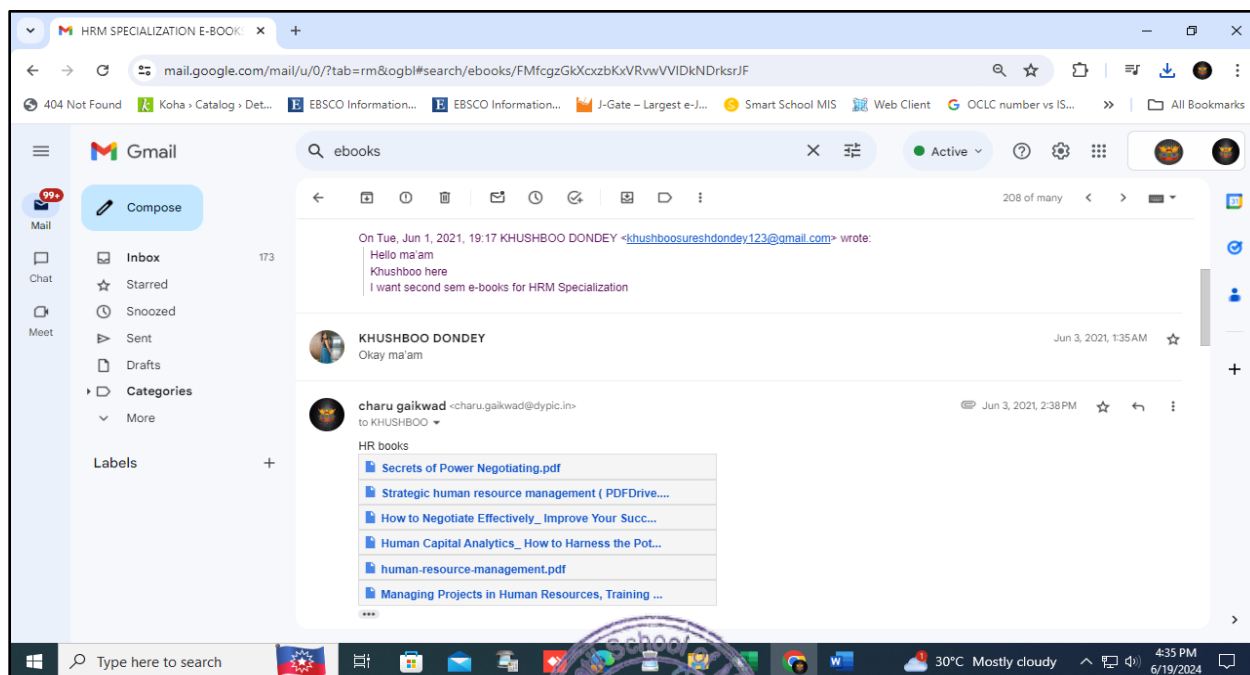 HRM SPECIALIZATION E-BOOK
mail.google.com/mail/u/0/?tab=rm&ogbl#search/ebooks/FMfcgzGkXcxzbKxVRvwVVlDkNDrksrJF
404 Not Found Koha › Catalog › Det... EBSCO Information... EBSCO Information... J-Gate – Largest e-J... Smart School MIS Web Client OCLC number vs IS... » All Bookmarks
Gmail
ebooks
Active
99+
Mail
Compose
208 of many
Chat
Meet
Inbox 173
Starred
Snoozed
Sent
Drafts
Categories
More
Labels
On Tue, Jun 1, 2021, 19:17 KHUSHBOO DONDEY <khushboosureshdondey123@gmail.com> wrote:
Hello ma'am
Khushboo here
I want second sem e-books for HRM Specialization
KHUSHBOO DONDEY Jun 3, 2021, 1:35 AM
Okay ma'am
charu gaikwad <charu.gaikwad@dypic.in> Jun 3, 2021, 2:38 PM
to KHUSHBOO
HR books
Secrets of Power Negotiating.pdf
Strategic human resource management ( PDFDrive....
How to Negotiate Effectively_ Improve Your Succ...
Human Capital Analytics_ How to Harness the Pot...
human-resource-management.pdf
Managing Projects in Human Resources, Training ...
31
School
Type here to search
30°C Mostly cloudy
4:35 PM
6/19/2024